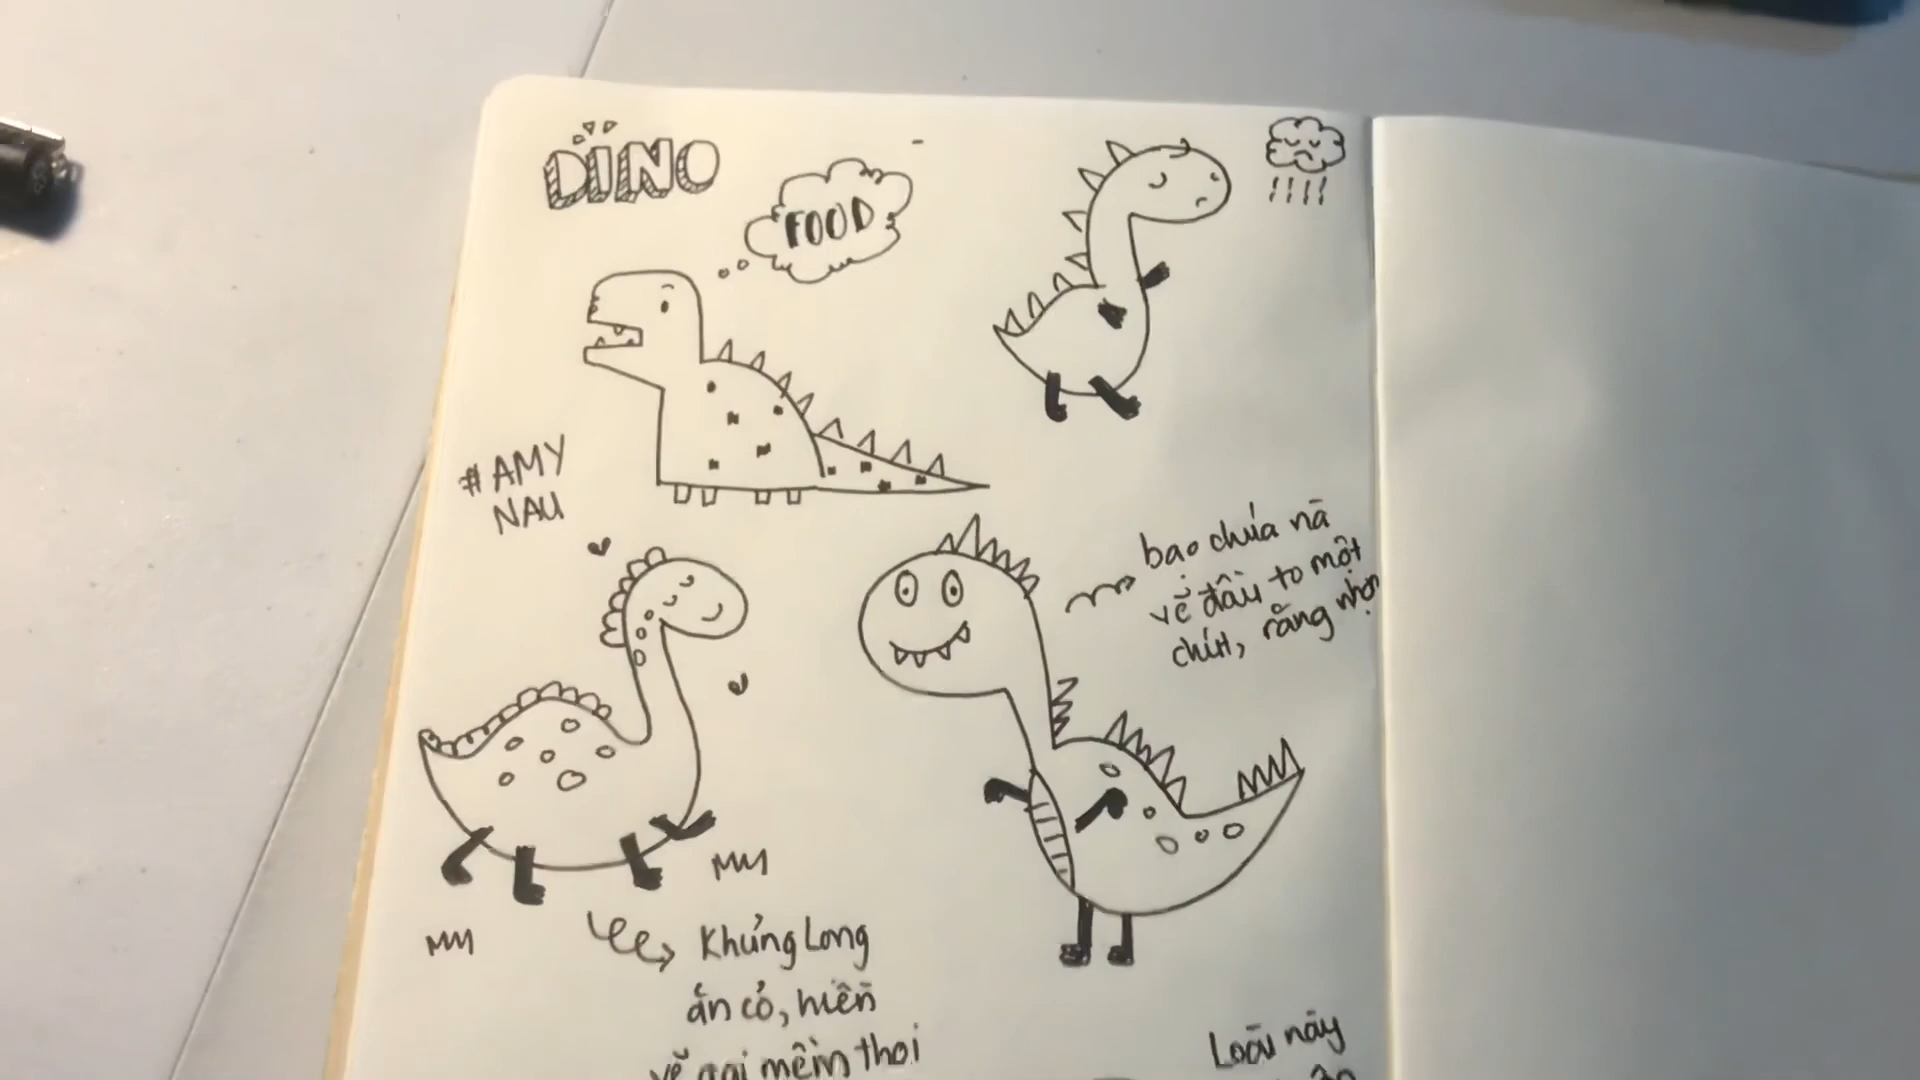 DINO
FOOD
#AMY
NAU
bạo chúa nà
vẽ đầu to một
chút, răng nhọn
Khủng Long
ăn cỏ, hiền
vẽ gai mềm thoi
Loài này